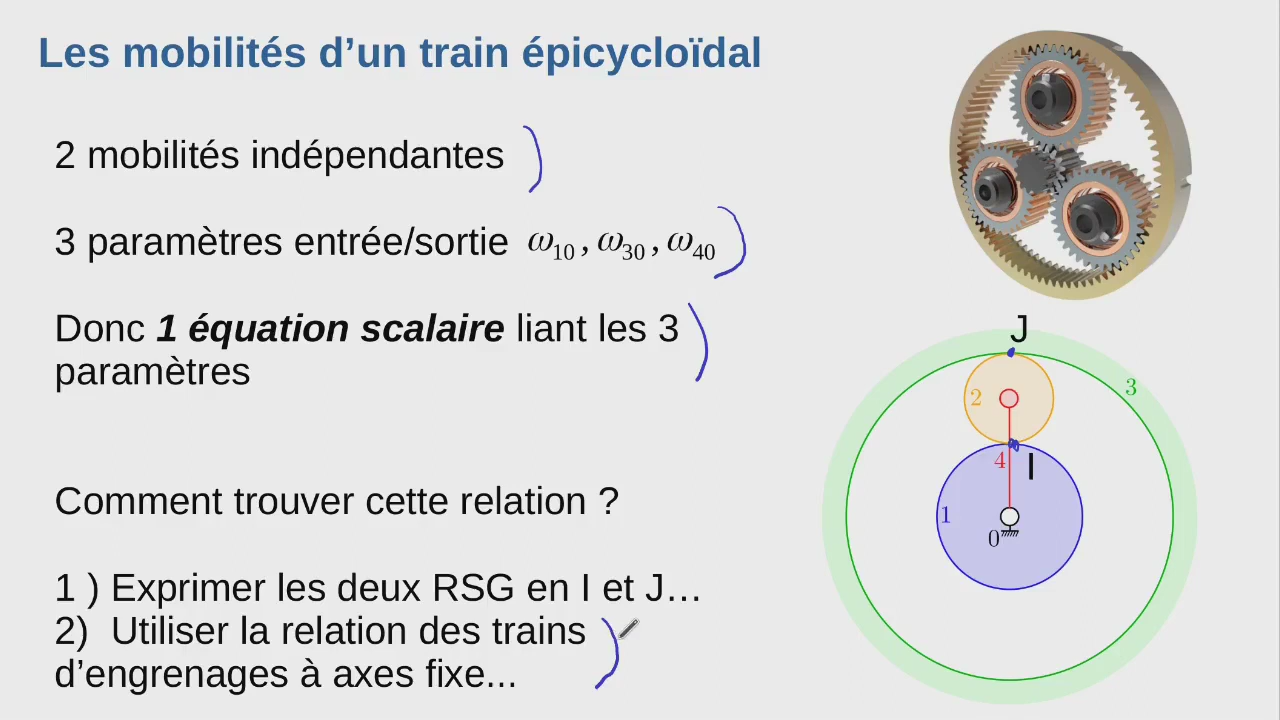 Les mobilités d’un train épicycloïdal
2 mobilités indépendantes
3 paramètres entrée/sortie ω10 , ω30 , ω40
Donc 1 équation scalaire liant les 3
paramètres
Comment trouver cette relation ?
1 ) Exprimer les deux RSG en I et J…
2) Utiliser la relation des trains
d’engrenages à axes fixe...
J
3
2
4
I
1
0